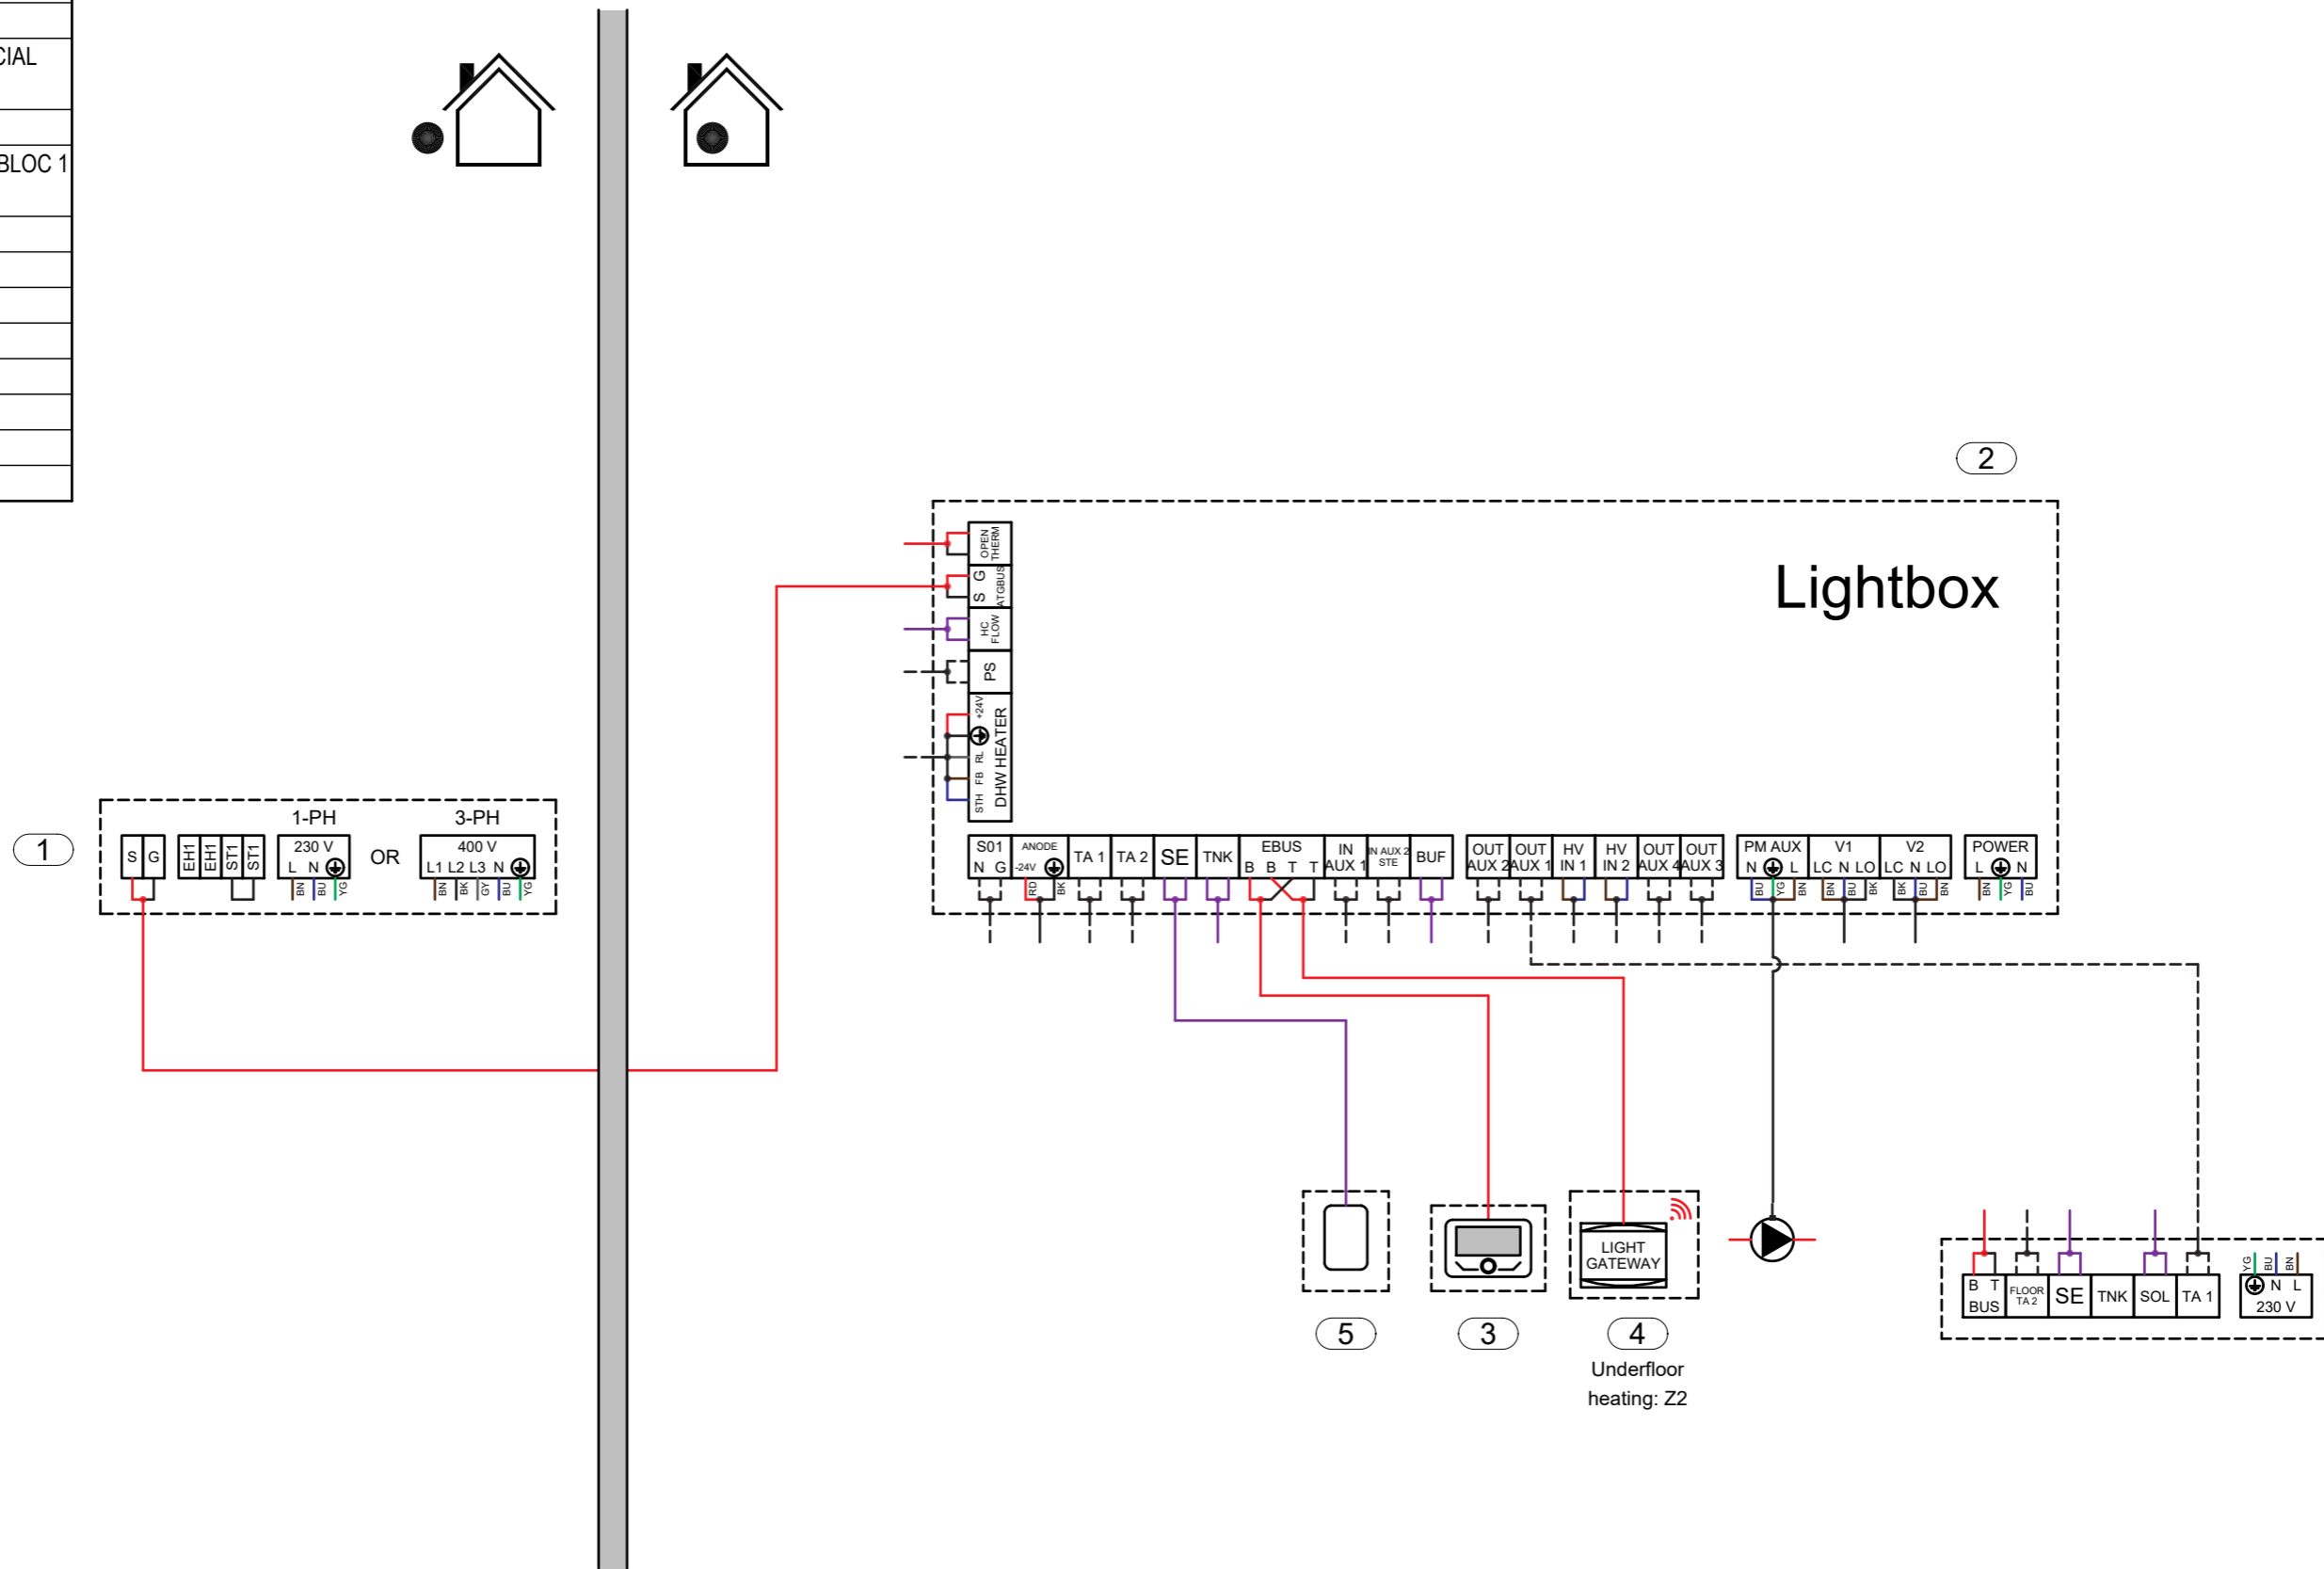 CIAL
BLOC 1
2
Lightbox
OPEN
THERM
S G
ATGBUS
HC
FLOW
PS
STH FB RL +24V
DHW HEATER
1
1-PH
3-PH
S G
EH1
EH1
ST1
ST1
230 V
L N
BN
BU
YG
OR
400 V
L1 L2 L3 N
BN
BK
GY
BU
YG
S01
N G
ANODE
-24V
RD
BK
TA 1
TA 2
SE
TNK
EBUS
B B T T
IN
AUX 1
IN AUX 2
STE
BUF
OUT
AUX 2
OUT
AUX 1
HV
IN 1
HV
IN 2
OUT
AUX 4
OUT
AUX 3
PM AUX
N L
BU
YG
BN
V1
LC N LO
BN
BU
BK
V2
LC N LO
BK
BU
BN
POWER
L N
BN
YG
BU
LIGHT
GATEWAY
5
3
4
Underfloor
heating: Z2
B T
BUS
FLOOR
TA 2
SE
TNK
SOL
TA 1
YG
BU
BN
N L
230 V